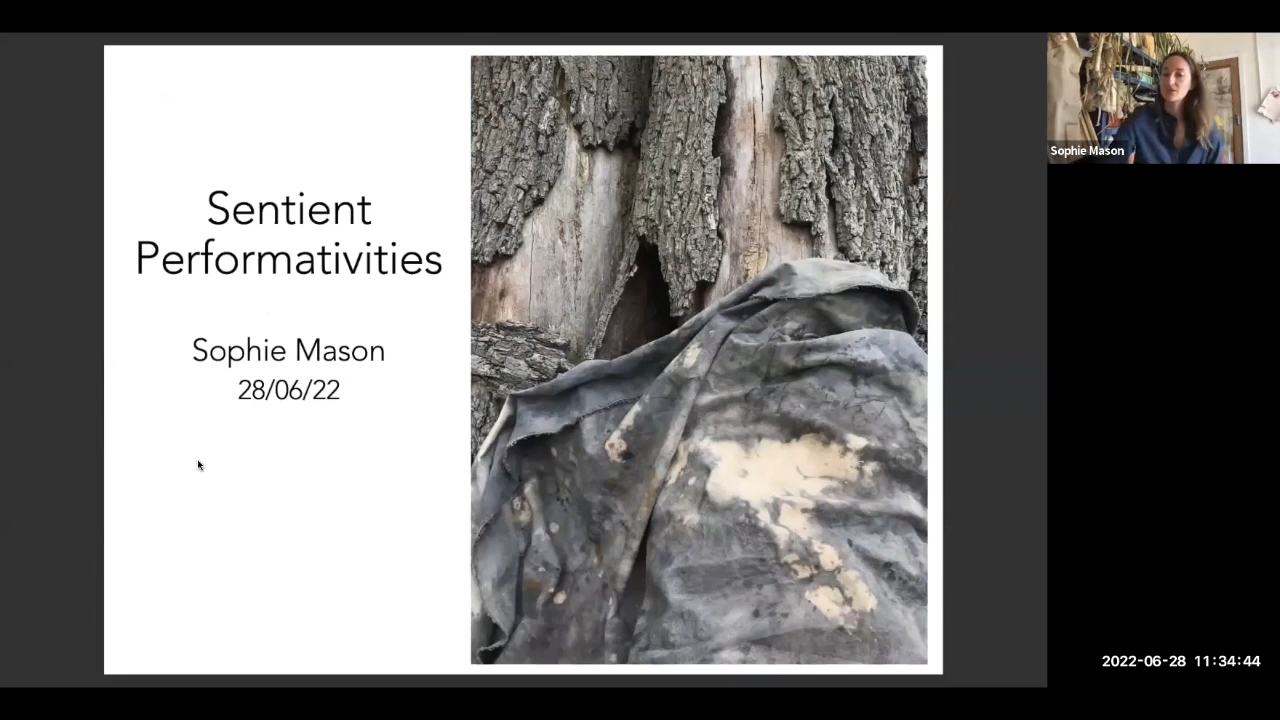 Sentient
Performativities
Sophie Mason
28/06/22
Sophie Mason
2022-06-28 11:34:44